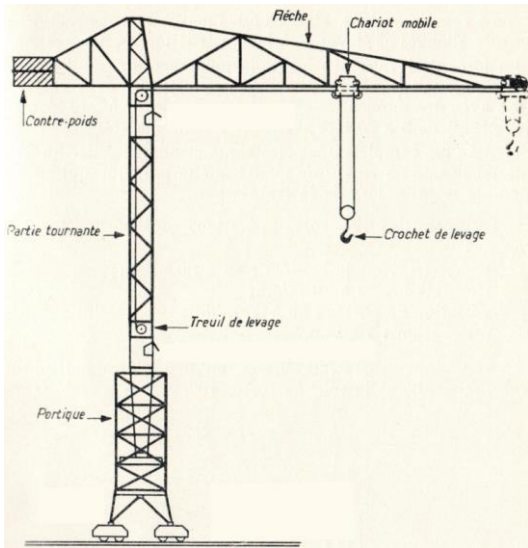 Flèche
Chariot mobile
Contre-poids
Partie tournante
Crochet de levage
Treuil de levage
Portique